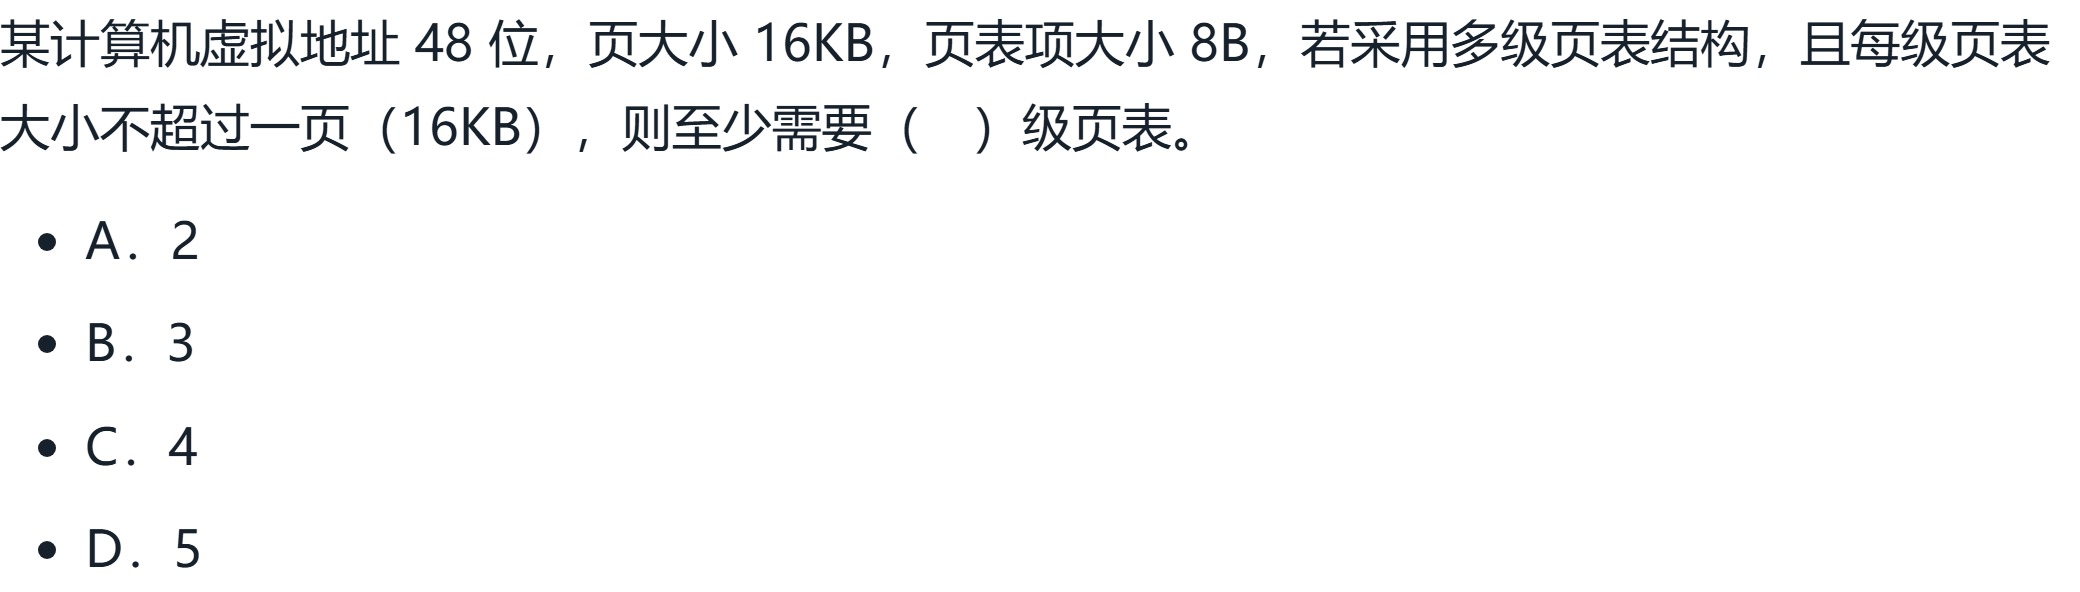 某计算机虚拟地址 48 位，页大小 16KB，页表项大小 8B，若采用多级页表结构，且每级页表
大小不超过一页（16KB），则至少需要（　）级页表。
• A. 2
• B. 3
• C. 4
• D. 5